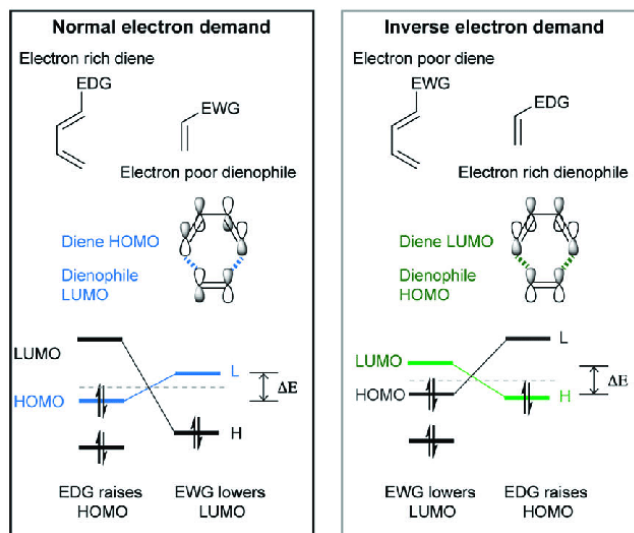 Normal electron demand
Electron rich diene
EDG
EWG
Electron poor dienophile
Diene HOMO
Dienophile
LUMO
LUMO
L
HOMO
ΔE
H
EDG raises
HOMO
EWG lowers
LUMO
Inverse electron demand
Electron poor diene
EWG
EDG
Electron rich dienophile
Diene LUMO
Dienophile
HOMO
L
LUMO
ΔE
HOMO
H
EWG lowers
LUMO
EDG raises
HOMO